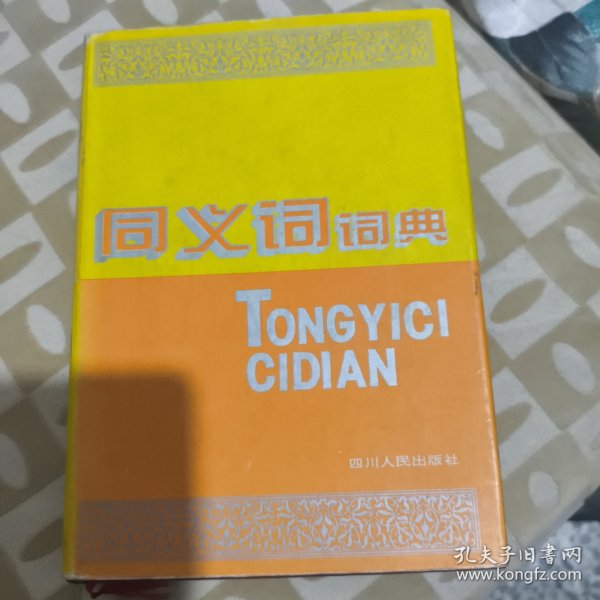 同义词词典
TONGYICI
CIDIAN
四川人民出版社
孔夫子旧书网
www.kongfz.com